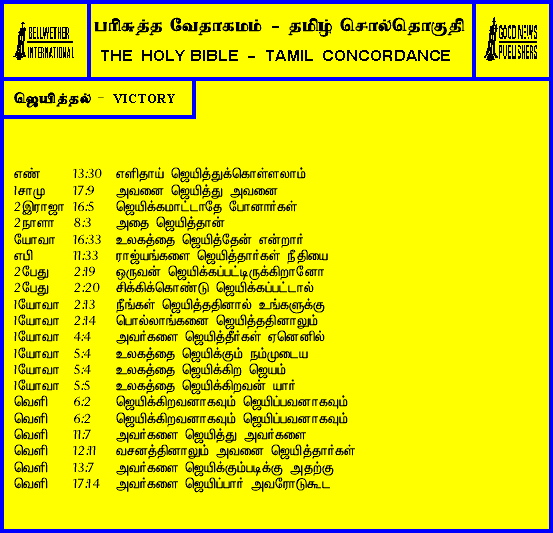 BELLWETHER
INTERNATIONAL
பரிசுத்த வேதாகமம் - தமிழ் சொல்தொகுதி
THE HOLY BIBLE - TAMIL CONCORDANCE
GOOD NEWS
PUBLISHERS
ஜெயித்தல் - VICTORY
எண் 13:30 எளிதாய் ஜெயித்துக்கொள்ளலாம்
1சாமு 17:9 அவனை ஜெயித்து அவனை
2இராஜா 16:5 ஜெயிக்கமாட்டாதே போனார்கள்
2நாளா 8:3 அதை ஜெயித்தான்
யோவா 16:33 உலகத்தை ஜெயித்தேன் என்றார்
எபி 11:33 ராஜ்யங்களை ஜெயித்தார்கள் நீதியை
2பேது 2:19 ஒருவன் ஜெயிக்கப்பட்டிருக்கிறானோ
2பேது 2:20 சிக்கிக்கொண்டு ஜெயிக்கப்பட்டால்
1யோவா 2:13 நீங்கள் ஜெயித்ததினால் உங்களுக்கு
1யோவா 2:14 பொல்லாங்கனை ஜெயித்ததினாலும்
1யோவா 4:4 அவர்களை ஜெயித்தீர்கள் ஏனெனில்
1யோவா 5:4 உலகத்தை ஜெயிக்கும் நம்முடைய
1யோவா 5:4 உலகத்தை ஜெயிக்கிற ஜெயம்
1யோவா 5:5 உலகத்தை ஜெயிக்கிறவன் யார்
வெளி 6:2 ஜெயிக்கிறவனாகவும் ஜெயிப்பவனாகவும்
வெளி 6:2 ஜெயிக்கிறவனாகவும் ஜெயிப்பவனாகவும்
வெளி 11:7 அவர்களை ஜெயித்து அவர்களை
வெளி 12:11 வசனத்தினாலும் அவனை ஜெயித்தார்கள்
வெளி 13:7 அவர்களை ஜெயிக்கும்படிக்கு அதற்கு
வெளி 17:14 அவர்களை ஜெயிப்பார் அவரோடுகூட